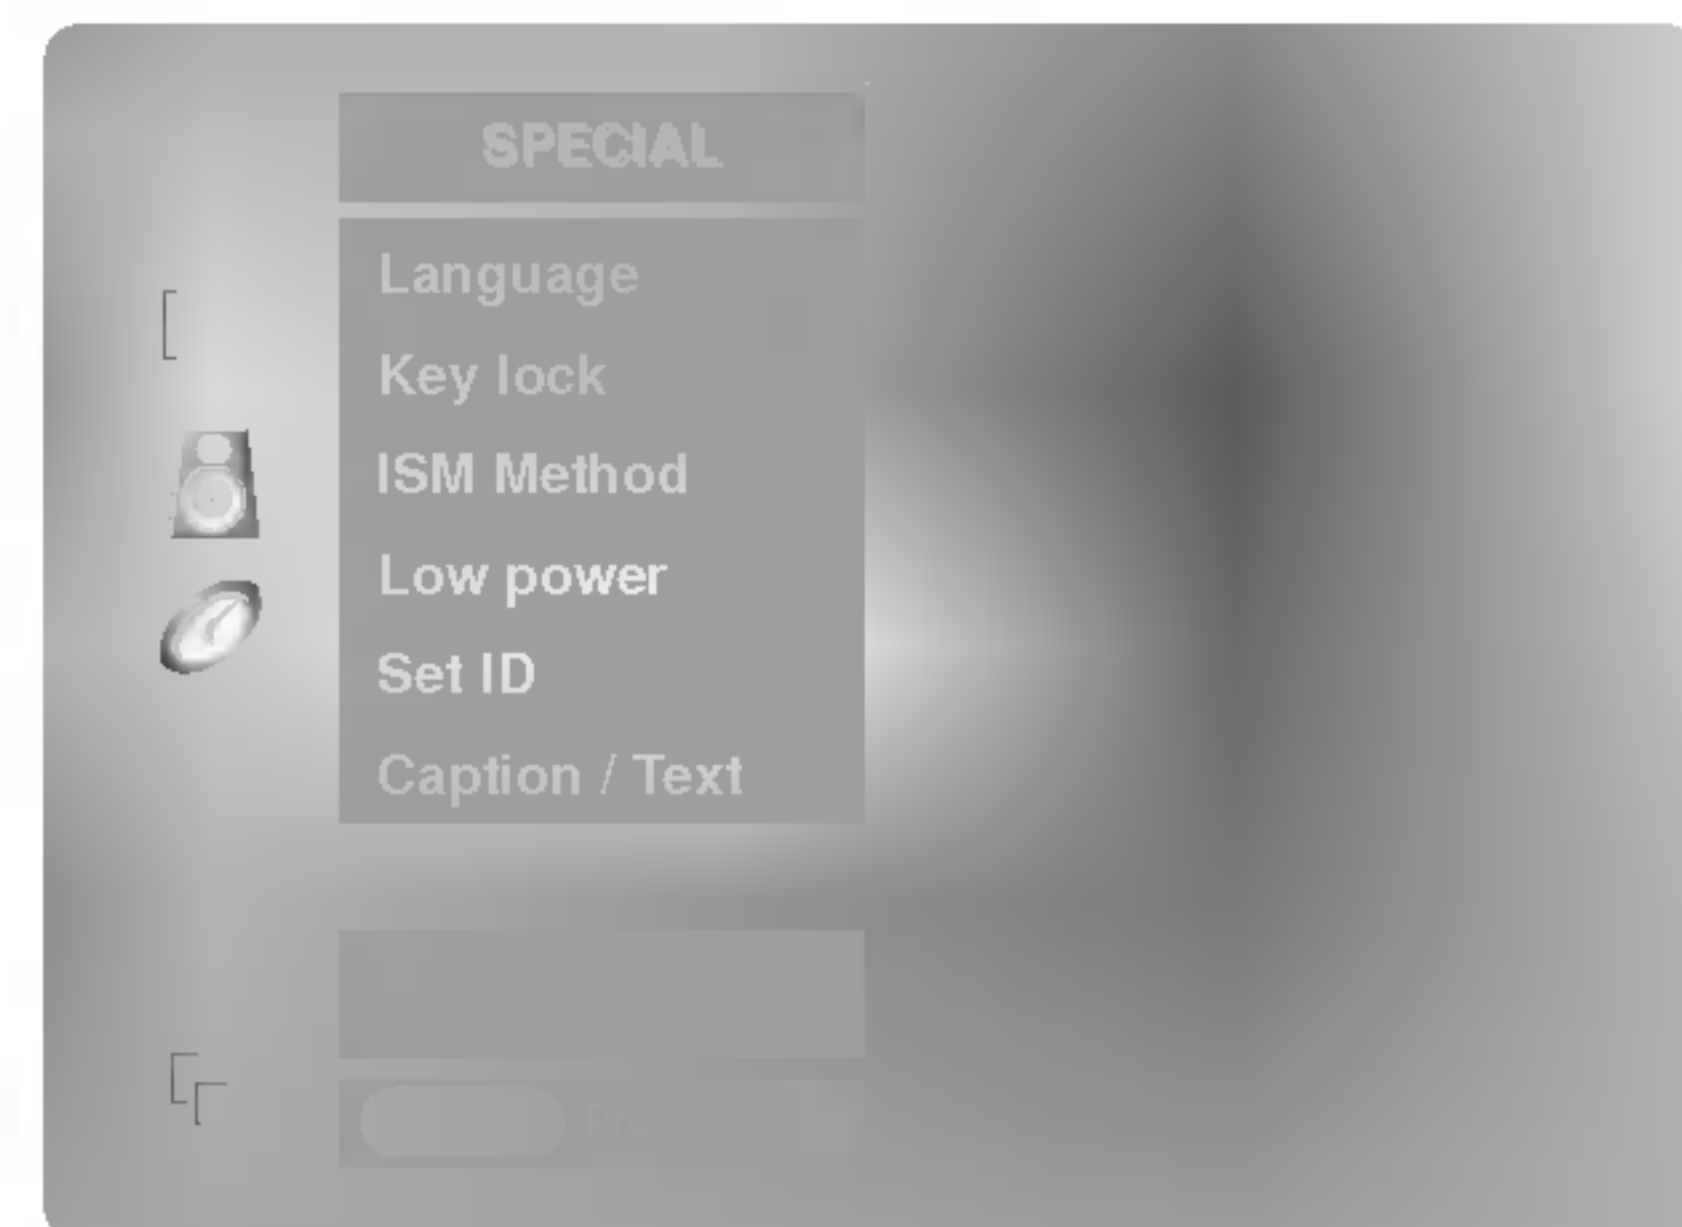 SPECIAL
Language
Key lock
ISM Method
Low power
Set ID
Caption / Text